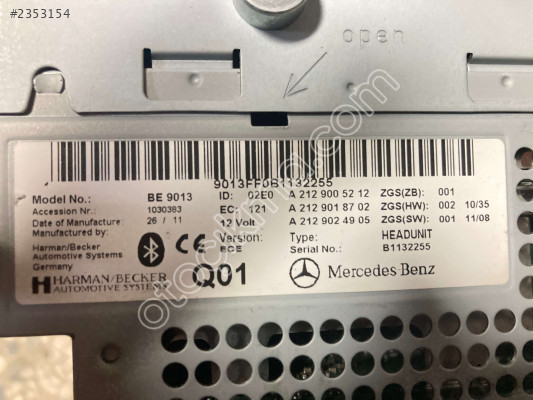 #2353154
open
9013FF0B1132255
Model No.: BE 9013 ID: 02E0 A 212 900 52 12 ZGS(ZB): 001
Accession Nr.: 1030383 EC: 121 A 212 901 87 02 ZGS(HW): 002 10/35
Date of Manufacture: 26 / 11 12 Volt A 212 902 49 05 ZGS(SW): 001 11/08
Manufactured by: Version: Type: HEADUNIT
Harman/Becker CE BCE Serial No.: B1132255
Automotive Systems
Germany
HARMAN/BECKER Q01 Mercedes Benz
AUTOMOTIVE SYSTEMS